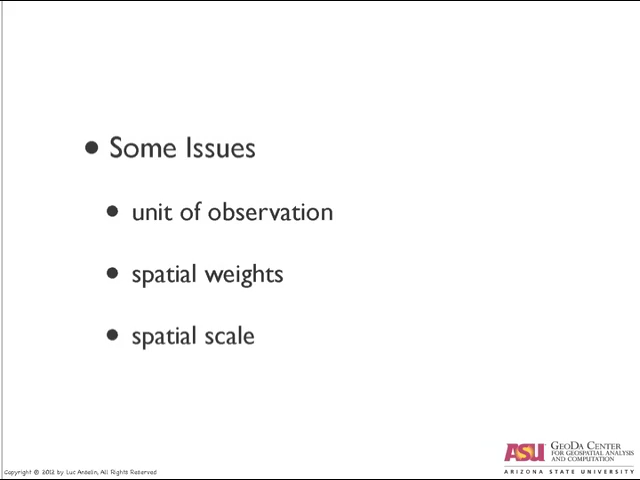 Some Issues
unit of observation
spatial weights
spatial scale
ASU GEODA CENTER
FOR GEOSPATIAL ANALYSIS
AND COMPUTATION
ARIZONA STATE UNIVERSITY
Copyright © 2012 by Luc Anselin, All Rights Reserved